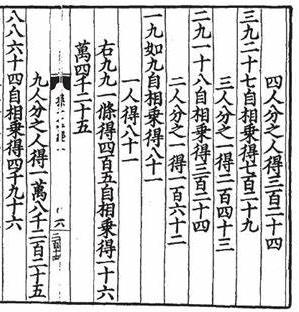 四人分之人得三百二十四
三九二十七自相乘得七百二十九
三人分之一得二百四十三
二九一十八自相乘得三百二十四
二人分之一得一百六十二
一九如九自相乘得八十一
一人得八十一
右九九一條得四百五自相乘得一十六
萬四千二十五
九人分之人得一萬八千二百二十五
八八六十四自相乘得四千九十六